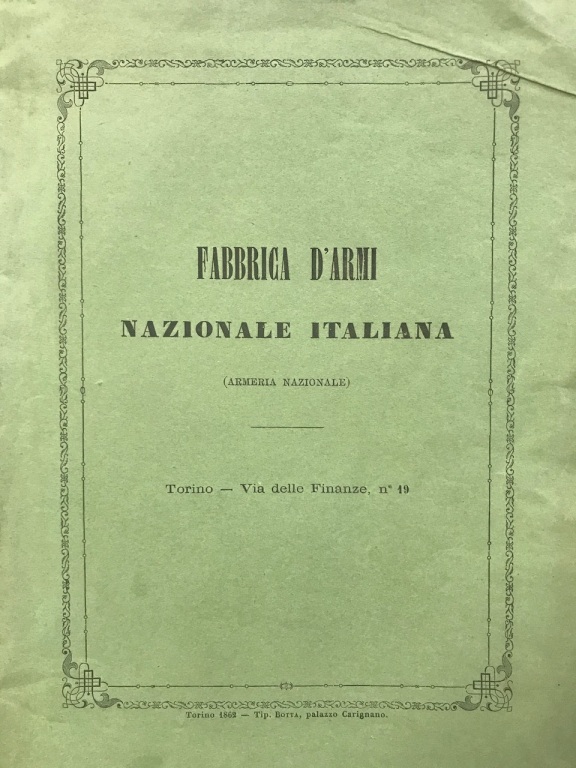 FABBRICA D'ARMI
NAZIONALE ITALIANA
(ARMERIA NAZIONALE)
Torino — Via delle Finanze, n° 19
Torino 1862 — Tip. BOTTA, palazzo Carignano.